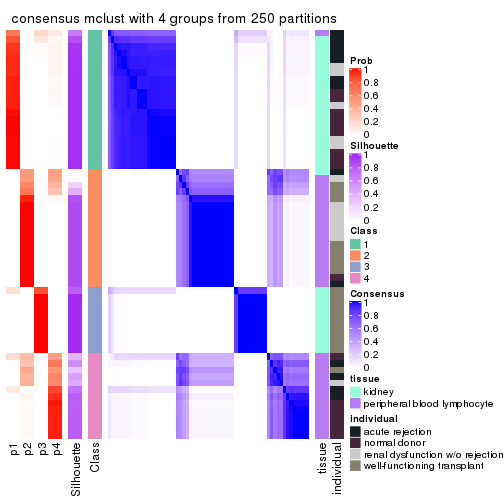 consensus mclust with 4 groups from 250 partitions
Prob
1
0.8
0.6
0.4
0.2
0
Silhouette
1
0.8
0.6
0.4
0.2
0
Class
1
2
3
4
Consensus
1
0.8
0.6
0.4
0.2
0
tissue
kidney
peripheral blood lymphocyte
individual
acute rejection
normal donor
renal dysfunction w/o rejection
well-functioning transplant
p1
p2
p3
p4
Silhouette
Class
tissue
individual